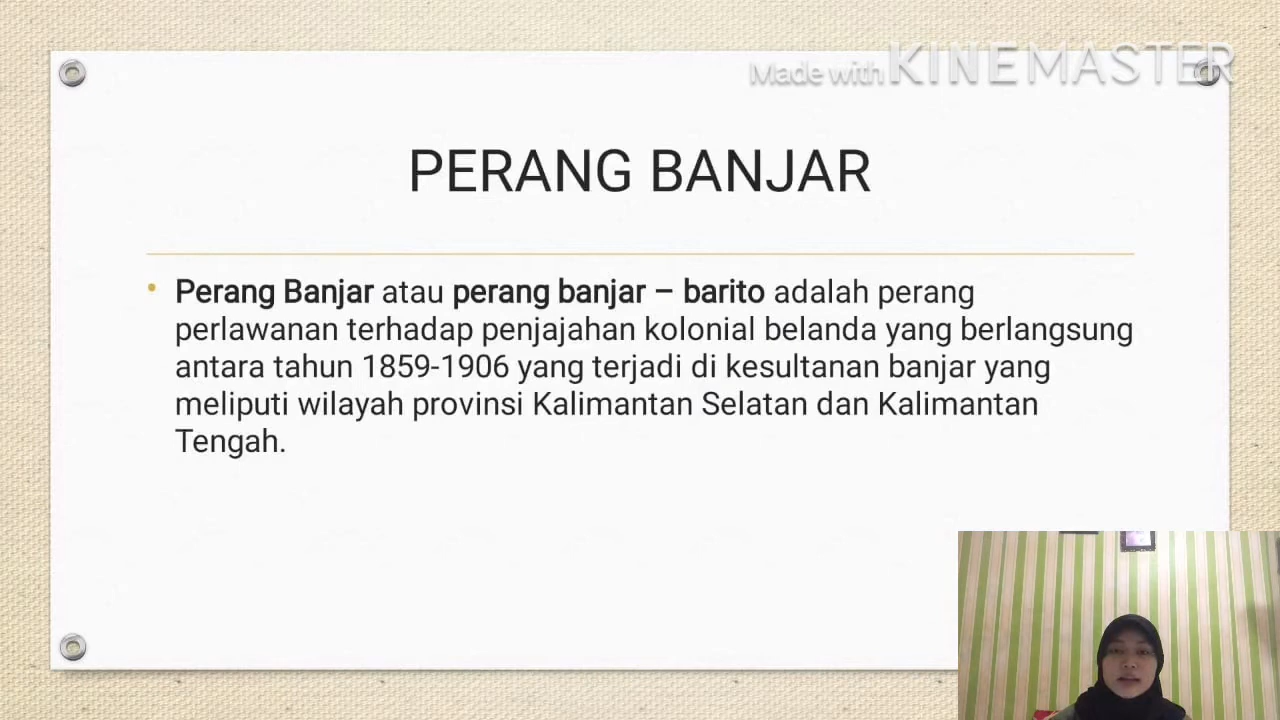 Made with KINEMASTER
PERANG BANJAR
• Perang Banjar atau perang banjar – barito adalah perang
perlawanan terhadap penjajahan kolonial belanda yang berlangsung
antara tahun 1859-1906 yang terjadi di kesultanan banjar yang
meliputi wilayah provinsi Kalimantan Selatan dan Kalimantan
Tengah.